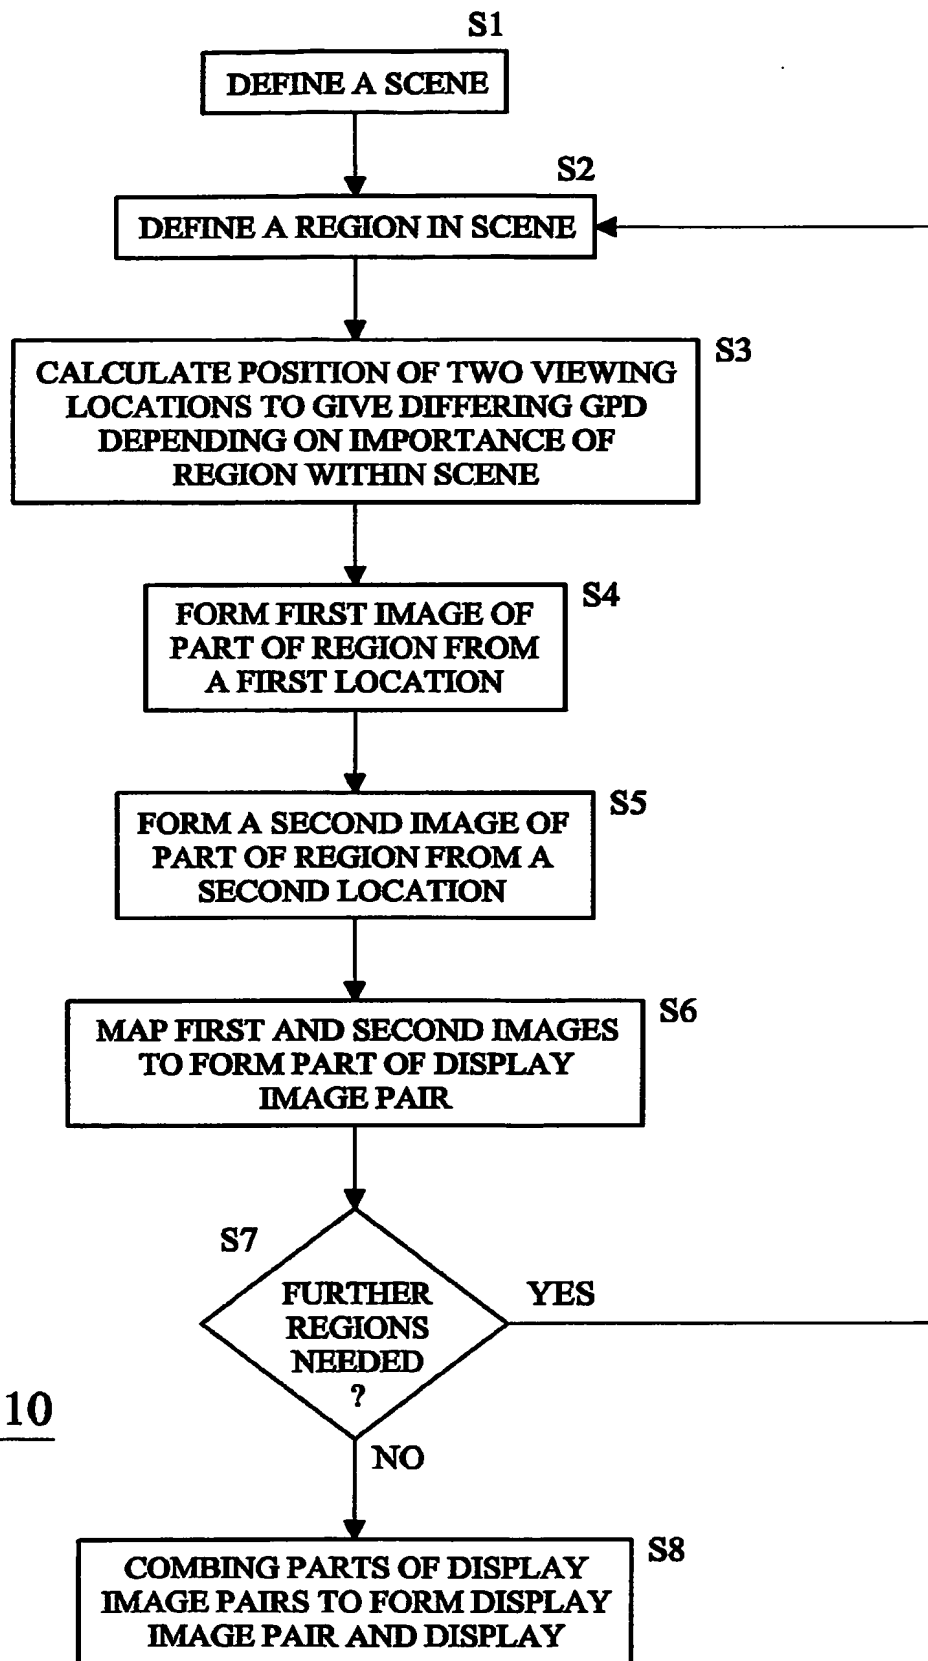 S1
DEFINE A SCENE
S2
DEFINE A REGION IN SCENE
S3
CALCULATE POSITION OF TWO VIEWING
LOCATIONS TO GIVE DIFFERING GPD
DEPENDING ON IMPORTANCE OF
REGION WITHIN SCENE
S4
FORM FIRST IMAGE OF
PART OF REGION FROM
A FIRST LOCATION
S5
FORM A SECOND IMAGE OF
PART OF REGION FROM A
SECOND LOCATION
S6
MAP FIRST AND SECOND IMAGES
TO FORM PART OF DISPLAY
IMAGE PAIR
S7
FURTHER
REGIONS
NEEDED
?
YES
10
NO
S8
COMBING PARTS OF DISPLAY
IMAGE PAIRS TO FORM DISPLAY
IMAGE PAIR AND DISPLAY